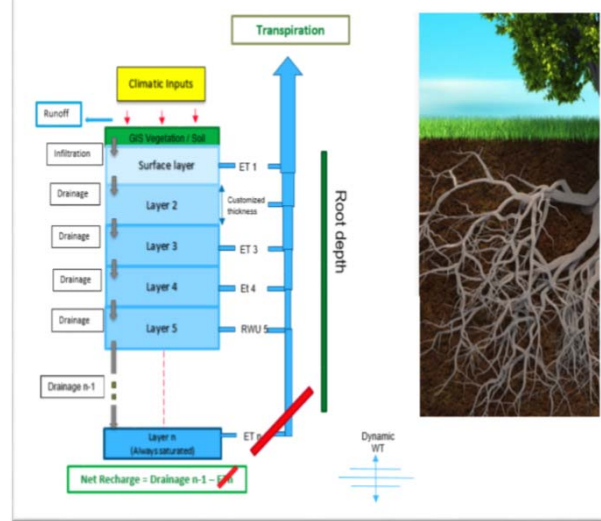 Transpiration
Climatic Inputs
Runoff
GIS Vegetation / Soil
Infiltration
Surface layer
ET 1
Drainage
Layer 2
Customized
thickness
Drainage
Layer 3
ET 3
Drainage
Layer 4
Et 4
Drainage
Layer 5
RWU 5
Root depth
Drainage n-1
Layer n
(Always saturated)
ET n
Dynamic
WT
Net Recharge = Drainage n-1 – ETn